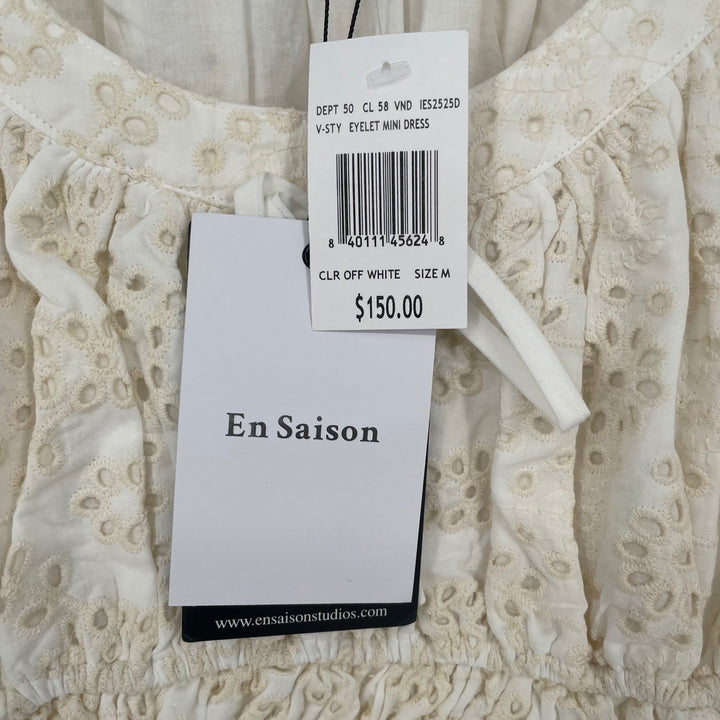 DEPT 50 CL 58 VND IES2525D
V-STY EYELET MINI DRESS
8 40111 45624 8
CLR OFF WHITE SIZE M
$150.00
En Saison
www.ensaisonstudios.com